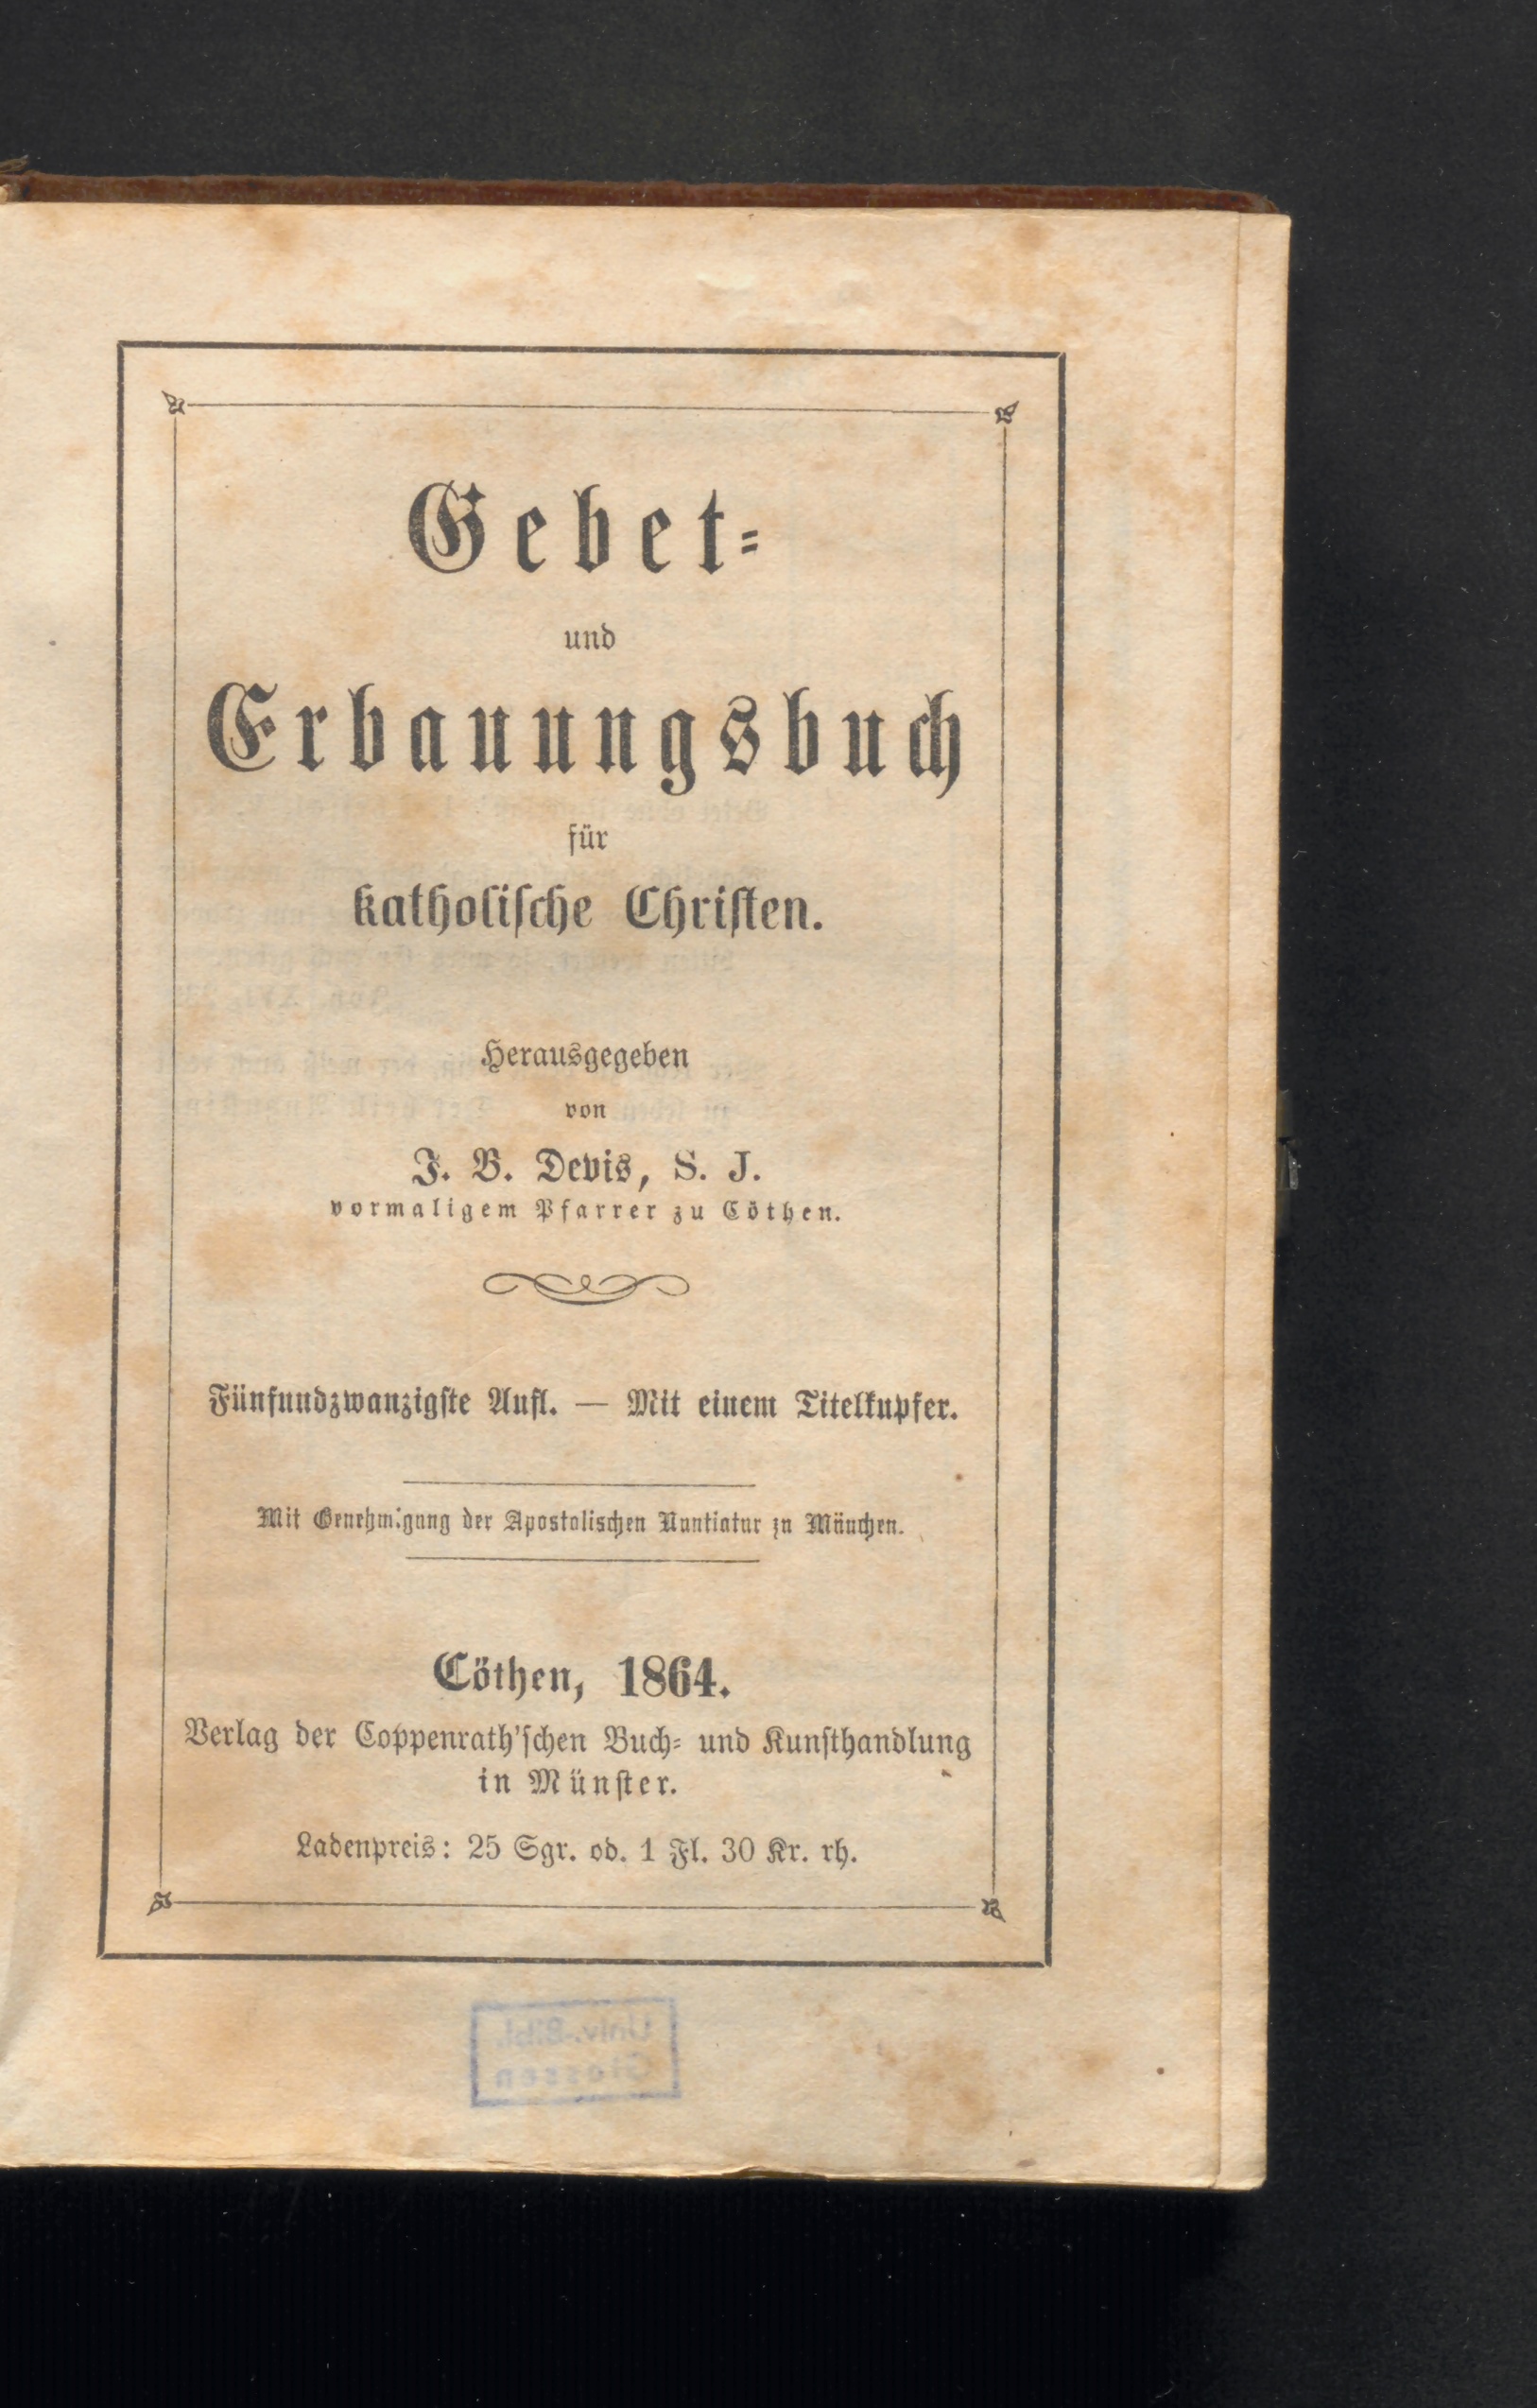 Gebet-
und
Erbauungsbuch
für
katholiſche Chriſten.
Herausgegeben
von
J. B. Devis, S. J.
vormaligem Pfarrer zu Cöthen.
Fünfundzwanzigſte Aufl. — Mit einem Titelkupfer.
Mit Genehmigung der Apostolischen Nuntiatur zu München.
Cöthen, 1864.
Verlag der Coppenrath'ſchen Buch- und Kunſthandlung
in Münſter.
Ladenpreis: 25 Sgr. od. 1 Fl. 30 Kr. rh.
Univ.-Bibl.
Giessen